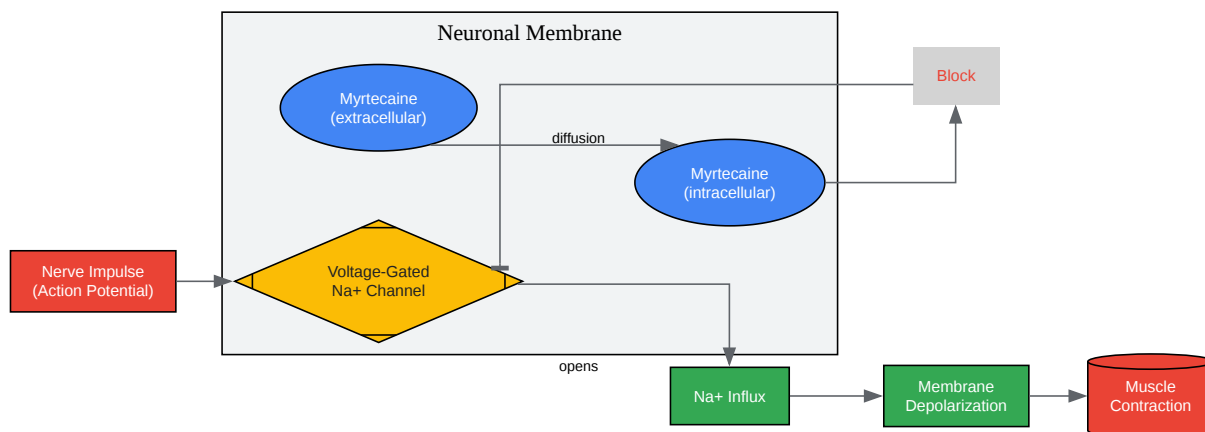 Neuronal Membrane
Myrtecaine
(extracellular)
Block
diffusion
Myrtecaine
(intracellular)
Nerve Impulse
(Action Potential)
Voltage-Gated
Na+ Channel
opens
Na+ Influx
Membrane
Depolarization
Muscle
Contraction